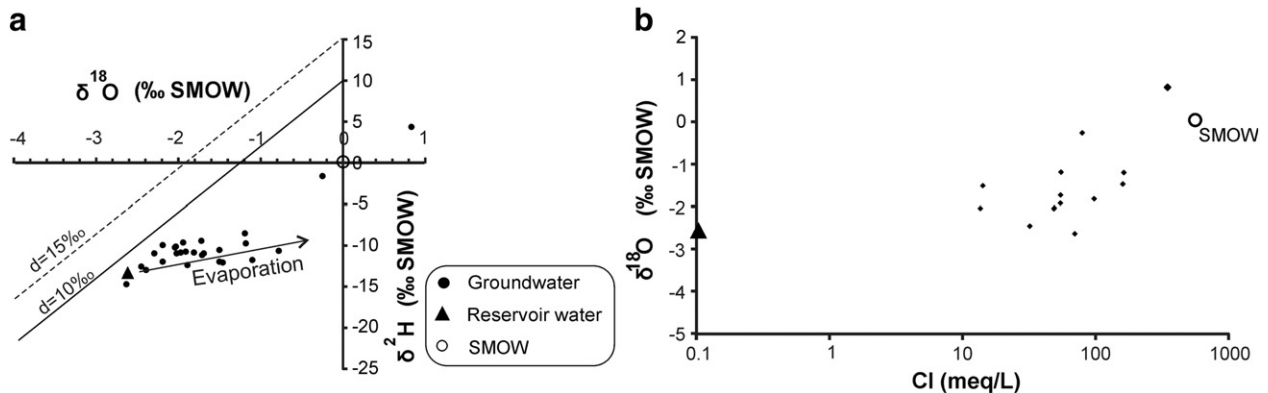 a
δ18O (‰ SMOW)
15
10
5
0
-5
-10
-15
-20
-25
-4
-3
-2
-1
0
1
δ2H (‰ SMOW)
d=15‰
d=10‰
Evaporation
Groundwater
Reservoir water
SMOW
b
δ18O (‰ SMOW)
2
1
0
-1
-2
-3
-4
-5
0.1
1
10
100
1000
Cl (meq/L)
SMOW